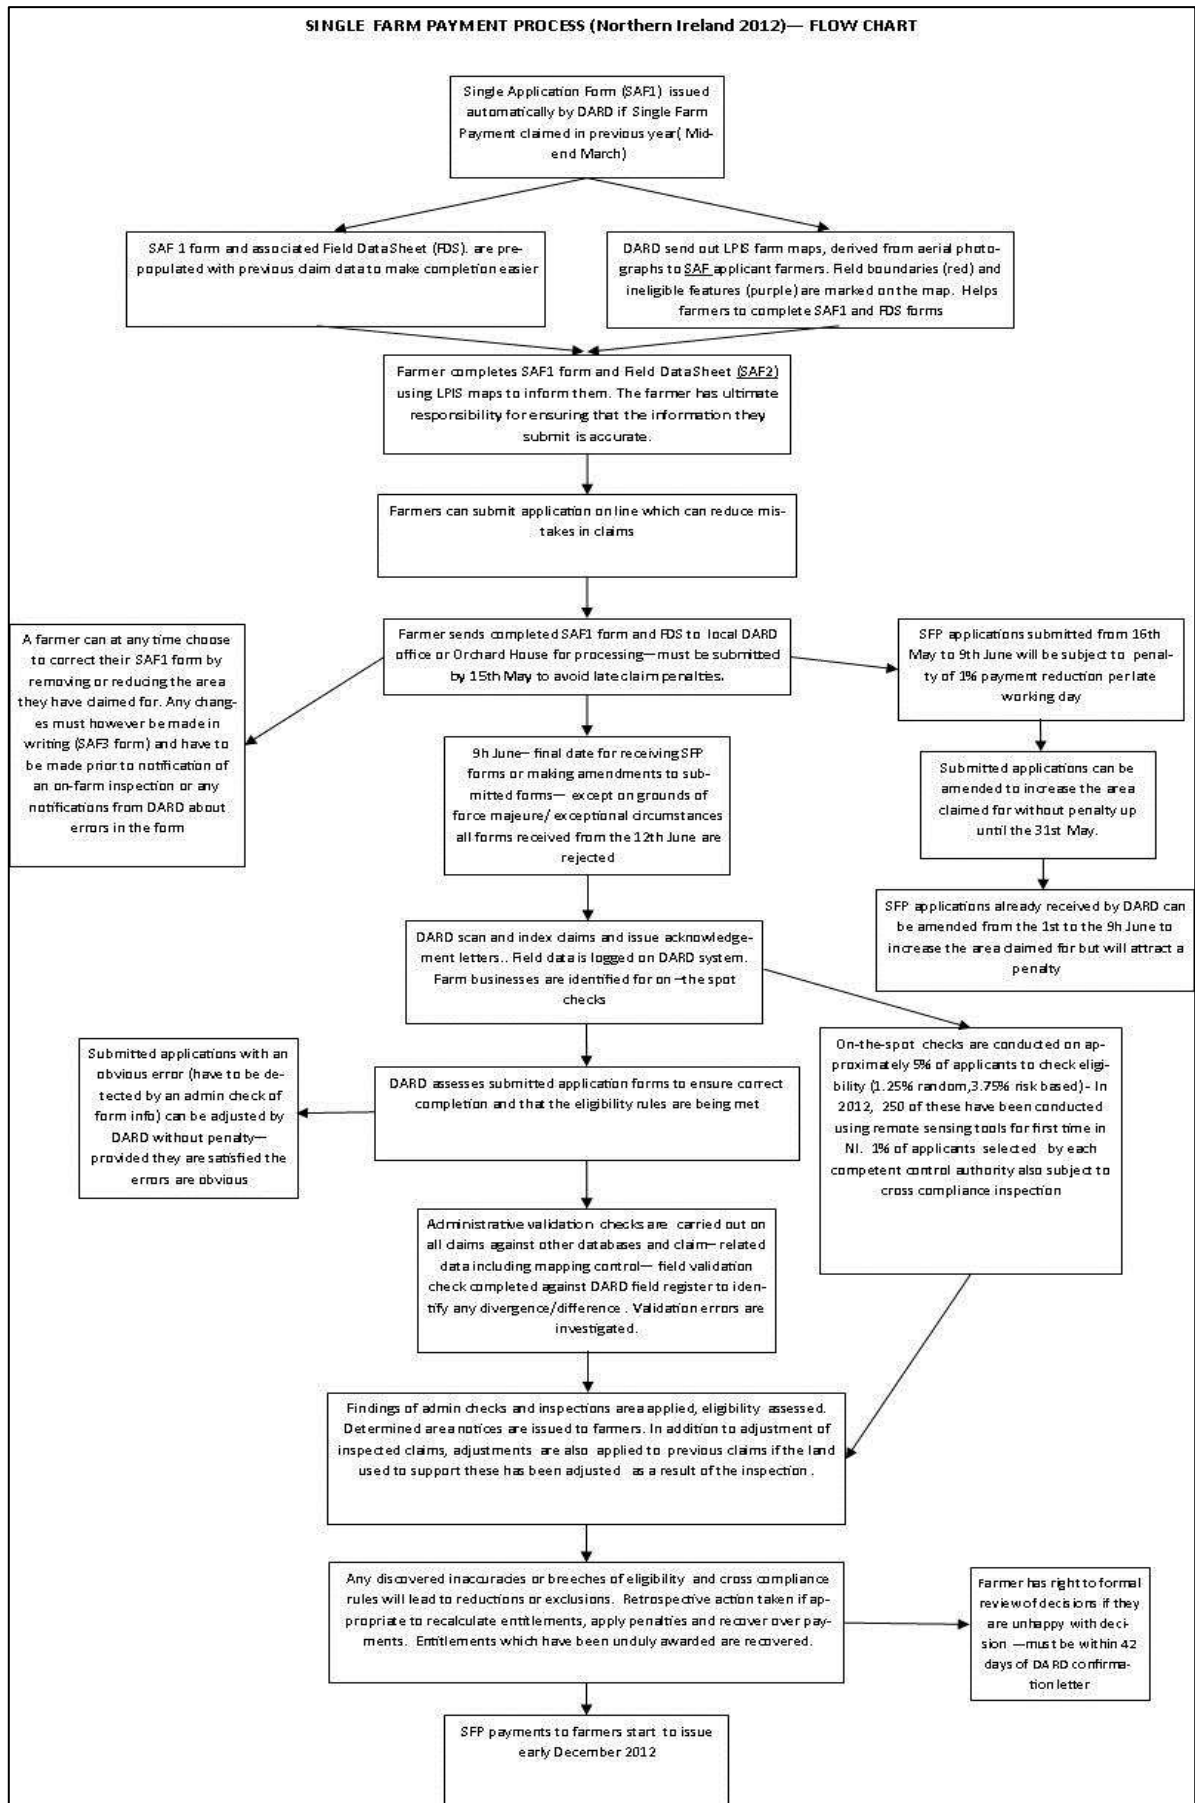 SINGLE FARM PAYMENT PROCESS (Northern Ireland 2012)— FLOW CHART
Single Application Form (SAF1) issued
automatically by DARD if Single Farm
Payment claimed in previous year( Mid-
end March)
SAF 1 form and associated Field DataSheet (FDS). are pre-
populated with previous claim data to make completion easier
DARD send out LPIS farm maps, derived from aerial photo-
graphs to SAF applicant farmers. Field boundaries (red) and
ineligible features (purple) are marked on the map. Helps
farmers to complete SAF1 and FDS forms
Farmer completes SAF1 form and Field DataSheet (SAF2)
using LPIS maps to inform them. The farmer has ultimate
responsibility for ensuring that the information they
submit is accurate.
Farmers can submit application on line which can reduce mis-
takes in claims
A farmer can at any time choose
to correct their SAF1 form by
removing or reducing the area
they have claimed for. Any chang-
es must however be made in
writing (SAF3 form) and have to
be made prior to notification of
an on-farm inspection or any
notifications from DARD about
errors in the form
Farmer sends completed SAF1 form and FDS to local DARD
office or Orchard House for processing—must be submitted
by 15th May to avoid late claim penalties.
SFP applications submitted from 16th
May to 9th June will be subject to penal-
ty of 1% payment reduction per late
working day
9h June— final date for receiving SFP
forms or making amendments to sub-
mitted forms— except on grounds of
force majeure/ exceptional circumstances
all forms received from the 12th June are
rejected
Submitted applications can be
amended to increase the area
claimed for without penalty up
until the 31st May.
SFP applications already received by DARD can
be amended from the 1st to the 9h June to
increase the area claimed for but will attract a
penalty
DARD scan and index claims and issue acknowledge-
ment letters.. Field data is logged on DARD system.
Farm businesses are identified for on—the spot
checks
Submitted applications with an
obvious error (have to be de-
tected by an admin check of
form info) can be adjusted by
DARD without penalty—
provided they are satisfied the
errors are obvious
DARD assesses submitted application forms to ensure correct
completion and that the eligibility rules are being met
On-the-spot checks are conducted on ap-
proximately 5% of applicants to check eligi-
bility (1.25% random,3.75% risk based)- In
2012, 250 of these have been conducted
using remote sensing tools for first time in
NI. 1% of applicants selected by each
competent control authority also subject to
cross compliance inspection
Administrative validation checks are carried out on
all claims against other databases and claim— related
data including mapping control— field validation
check completed against DARD field register to iden-
tify any divergence/difference . Validation errors are
investigated.
Findings of admin checks and inspections area applied, eligibility assessed.
Determined area notices are issued to farmers. In addition to adjustment of
inspected claims, adjustments are also applied to previous claims if the land
used to support these has been adjusted as a result of the inspection .
Any discovered inaccuracies or breeches of eligibility and cross compliance
rules will lead to reductions or exclusions. Retrospective action taken if ap-
propriate to recalculate entitlements, apply penalties and recover over pay-
ments. Entitlements which have been unduly awarded are recovered.
Farmer has right to formal
review of decisions if they
are unhappy with deci-
sion —must be within 42
days of DARD confirma-
tion letter
SFP payments to farmers start to issue
early December 2012